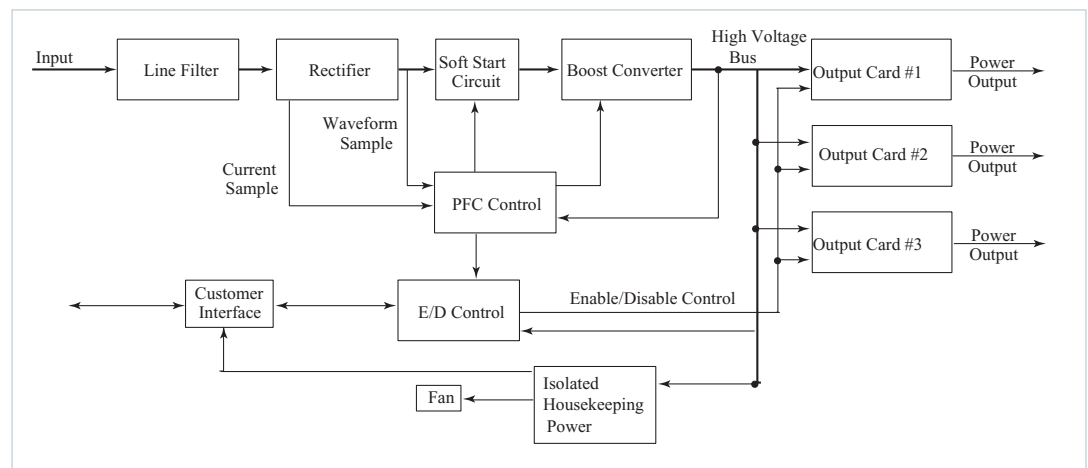 Input
Line Filter
Rectifier
Soft Start
Circuit
Boost Converter
High Voltage
Bus
Output Card #1
Power
Output
Waveform
Sample
Current
Sample
PFC Control
Output Card #2
Power
Output
Output Card #3
Power
Output
Customer
Interface
E/D Control
Enable/Disable Control
Fan
Isolated
Housekeeping
Power